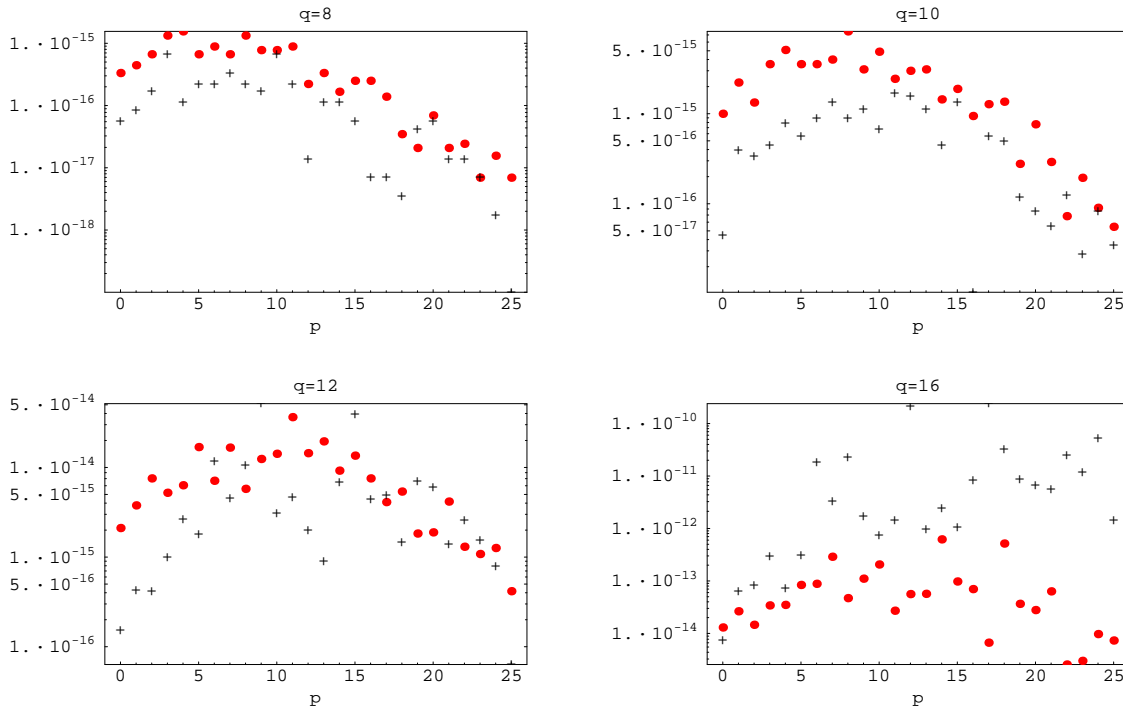 q=8
1. · 10⁻¹⁵
1. · 10⁻¹⁶
1. · 10⁻¹⁷
1. · 10⁻¹⁸
0 5 10 15 20 25
p
q=10
5. · 10⁻¹⁵
1. · 10⁻¹⁵
5. · 10⁻¹⁶
1. · 10⁻¹⁶
5. · 10⁻¹⁷
0 5 10 15 20 25
p
q=12
5. · 10⁻¹⁴
1. · 10⁻¹⁴
5. · 10⁻¹⁵
1. · 10⁻¹⁵
5. · 10⁻¹⁶
1. · 10⁻¹⁶
0 5 10 15 20 25
p
q=16
1. · 10⁻¹⁰
1. · 10⁻¹¹
1. · 10⁻¹²
1. · 10⁻¹³
1. · 10⁻¹⁴
0 5 10 15 20 25
p